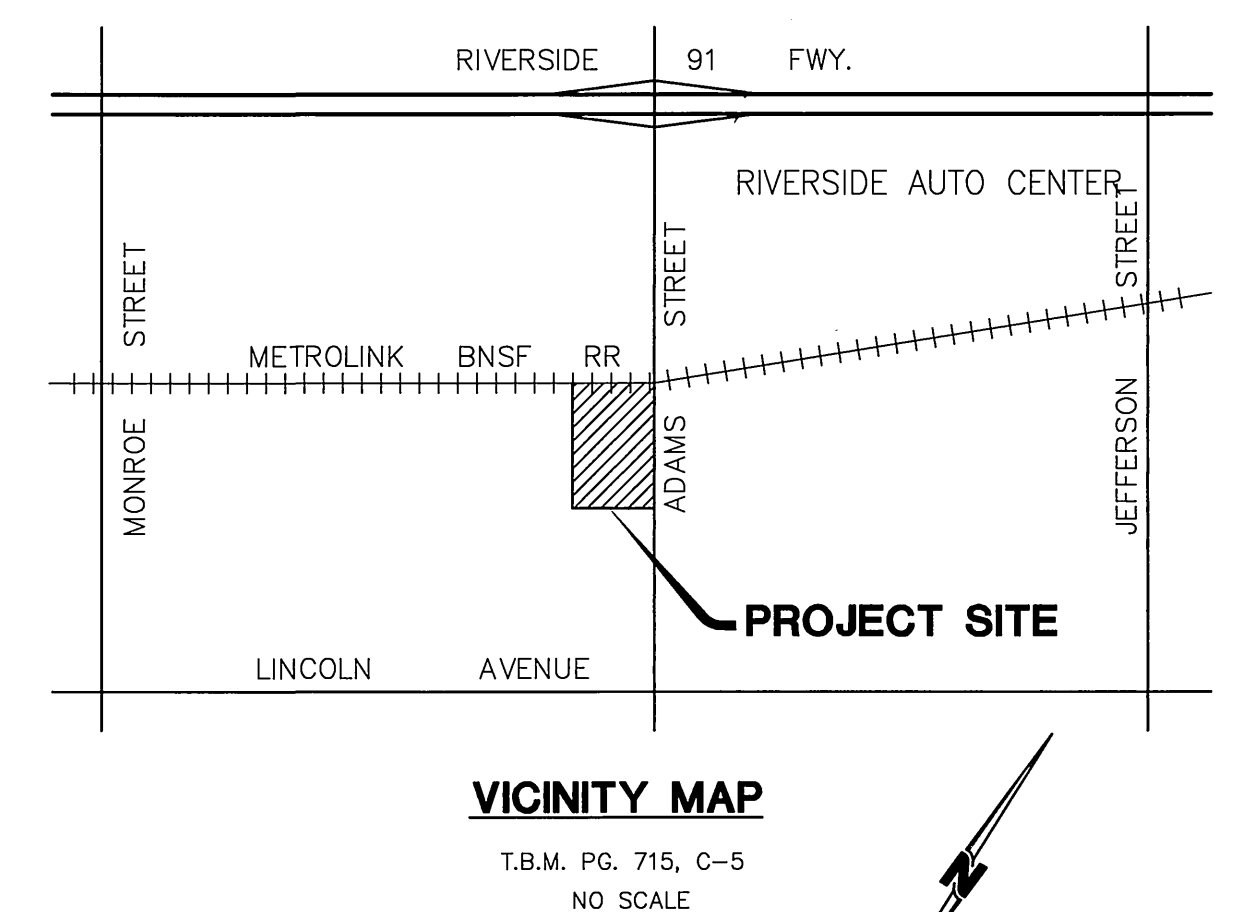 RIVERSIDE 91 FWY.
RIVERSIDE AUTO CENTER
MONROE STREET
METROLINK BNSF RR
ADAMS STREET
JEFFERSON STREET
PROJECT SITE
LINCOLN AVENUE
VICINITY MAP
T.B.M. PG. 715, C-5
NO SCALE
N